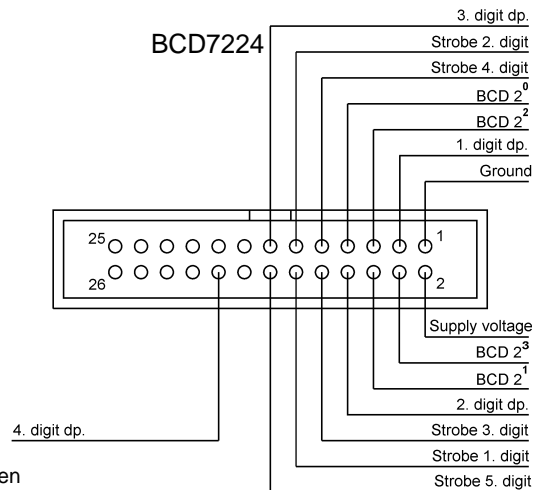 3. digit dp.
BCD7224
Strobe 2. digit
Strobe 4. digit
BCD 2⁰
BCD 2²
1. digit dp.
Ground
25
1
26
2
Supply voltage
BCD 2³
BCD 2¹
2. digit dp.
4. digit dp.
Strobe 3. digit
Strobe 1. digit
en
Strobe 5. digit